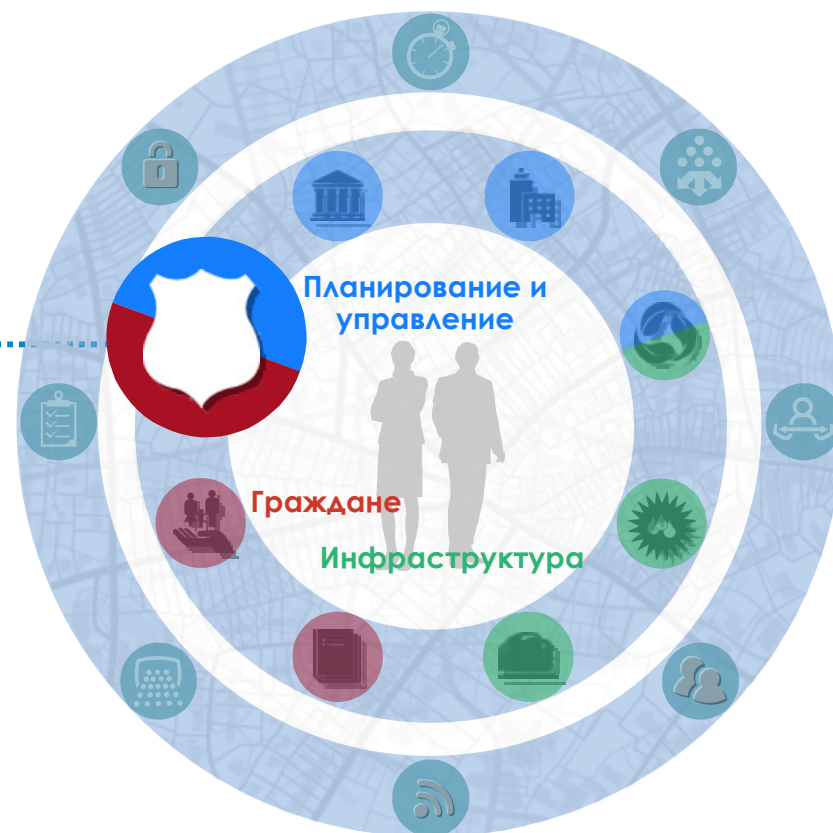 Планирование и
управление
Граждане
Инфраструктура